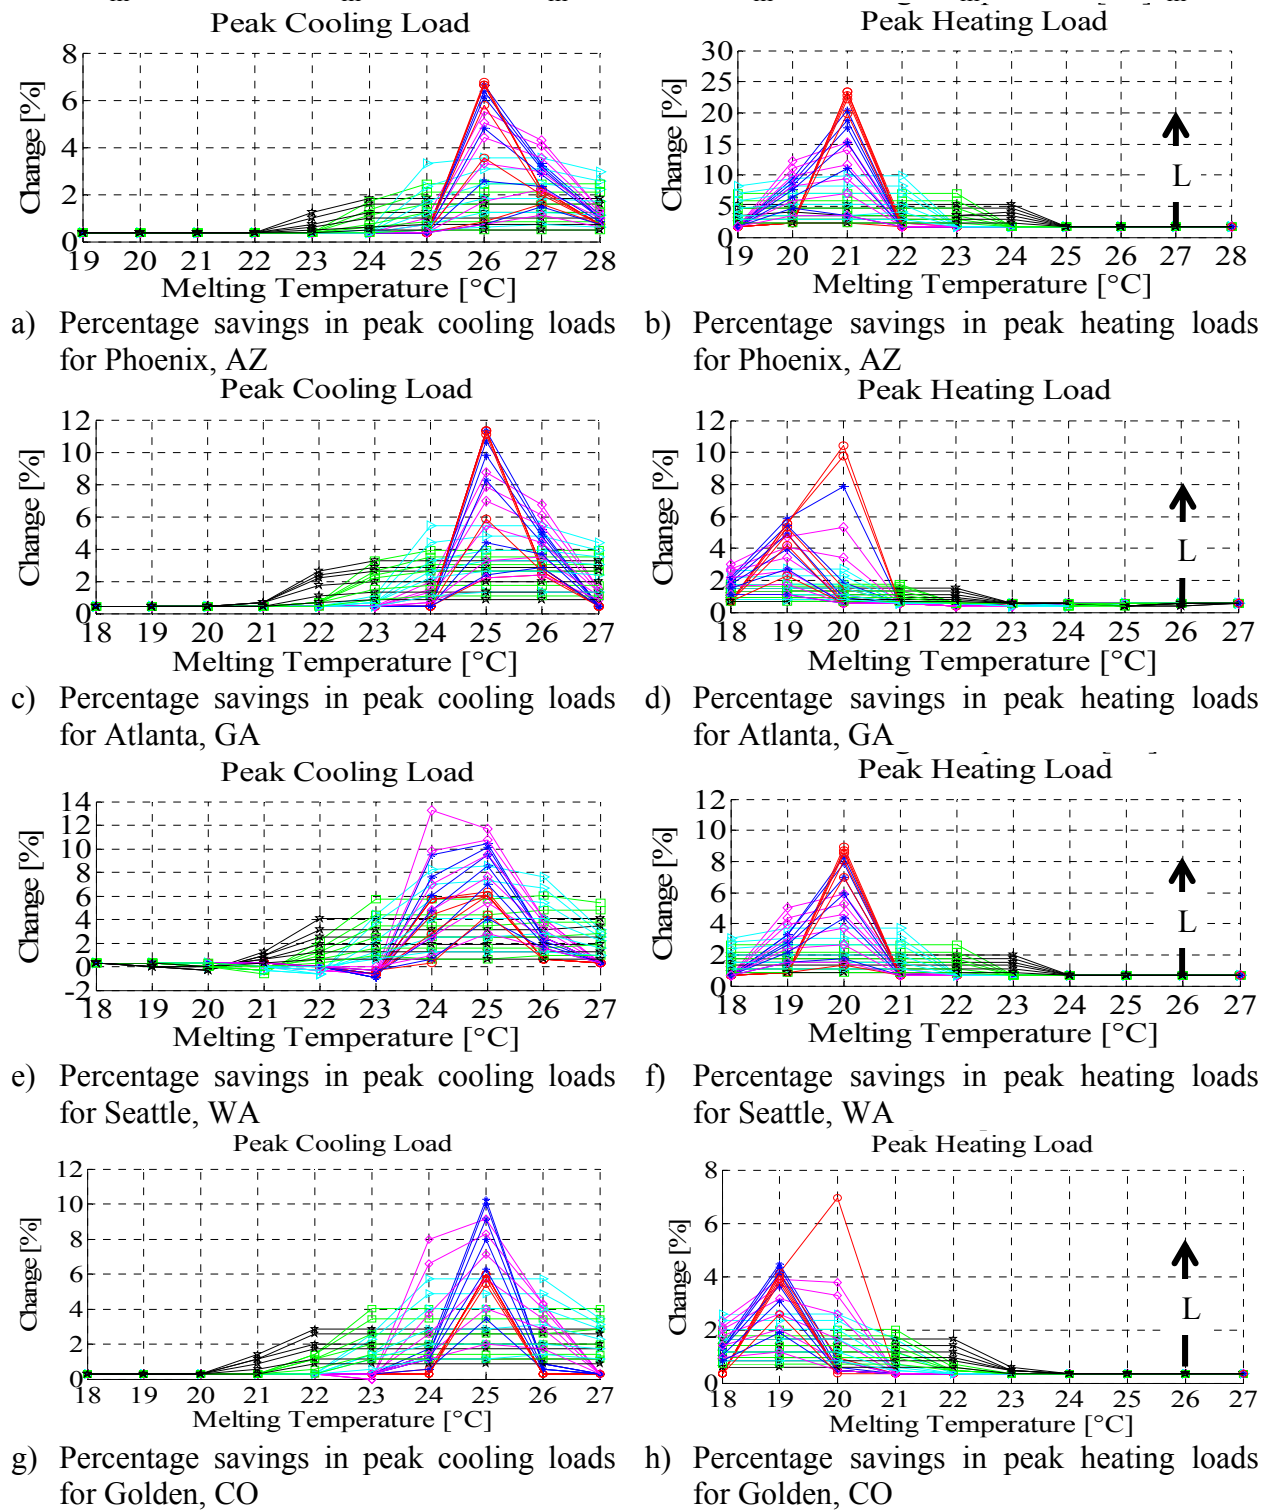 Peak Cooling Load Peak Heating Load
8
6
4
2
0
Change [%]
19 20 21 22 23 24 25 26 27 28
Melting Temperature [°C]
30
25
20
15
10
5
0
Change [%]
L
19 20 21 22 23 24 25 26 27 28
Melting Temperature [°C]
a) Percentage savings in peak cooling loads
for Phoenix, AZ
b) Percentage savings in peak heating loads
for Phoenix, AZ
Peak Cooling Load Peak Heating Load
12
10
8
6
4
2
0
Change [%]
18 19 20 21 22 23 24 25 26 27
Melting Temperature [°C]
12
10
8
6
4
2
0
Change [%]
L
18 19 20 21 22 23 24 25 26 27
Melting Temperature [°C]
c) Percentage savings in peak cooling loads
for Atlanta, GA
d) Percentage savings in peak heating loads
for Atlanta, GA
Peak Cooling Load Peak Heating Load
14
12
10
8
6
4
2
0
-2
Change [%]
18 19 20 21 22 23 24 25 26 27
Melting Temperature [°C]
12
10
8
6
4
2
0
Change [%]
L
18 19 20 21 22 23 24 25 26 27
Melting Temperature [°C]
e) Percentage savings in peak cooling loads
for Seattle, WA
f) Percentage savings in peak heating loads
for Seattle, WA
Peak Cooling Load Peak Heating Load
12
10
8
6
4
2
0
Change [%]
18 19 20 21 22 23 24 25 26 27
Melting Temperature [°C]
8
6
4
2
0
Change [%]
L
18 19 20 21 22 23 24 25 26 27
Melting Temperature [°C]
g) Percentage savings in peak cooling loads
for Golden, CO
h) Percentage savings in peak heating loads
for Golden, CO